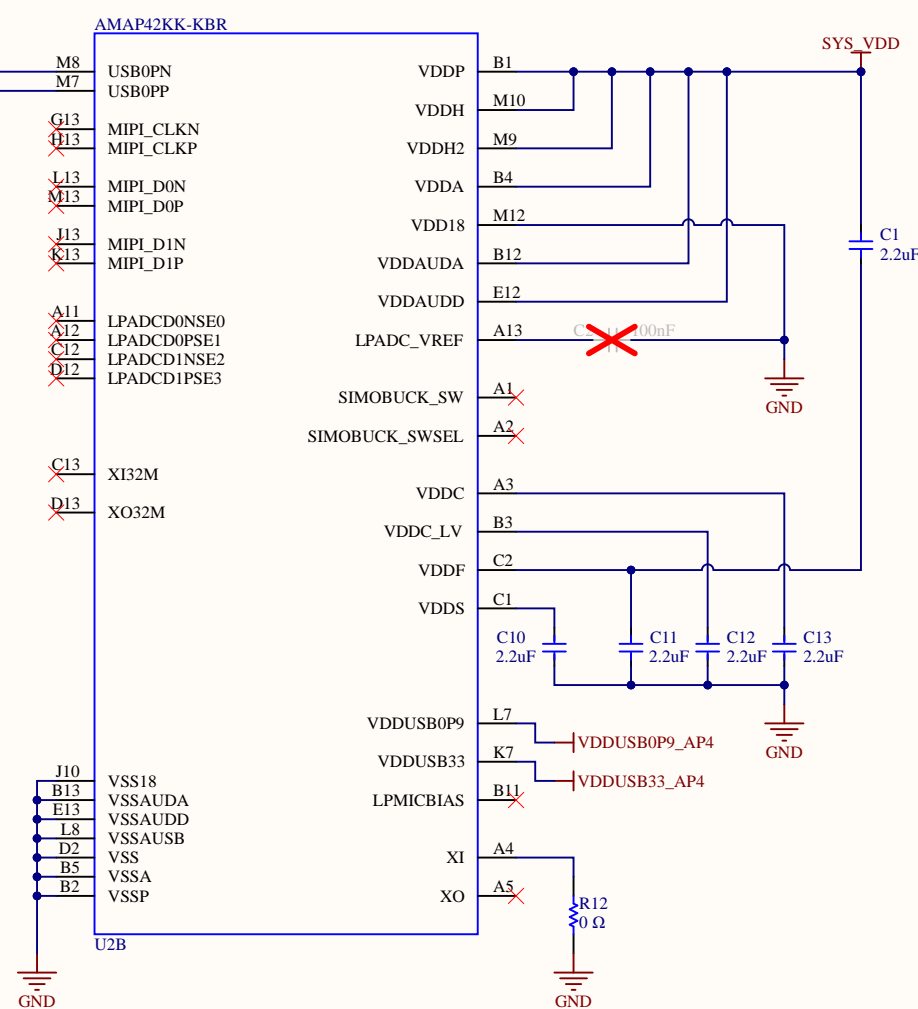 AMAP42KK-KBR
SYS_VDD
M8 USB0PN
M7 USB0PP
G13 MIPI_CLKN
H13 MIPI_CLKP
L13 MIPI_D0N
M13 MIPI_D0P
J13 MIPI_D1N
K13 MIPI_D1P
A11 LPADCD0NSE0
A12 LPADCD0PSE1
C12 LPADCD1NSE2
D12 LPADCD1PSE3
C13 XI32M
D13 XO32M
J10 VSS18
B13 VSSAUDA
E13 VSSAUDD
L8 VSSAUSB
D2 VSS
B5 VSSA
B2 VSSP
GND
U2B
VDDP B1
VDDH M10
VDDH2 M9
VDDA B4
VDD18 M12
VDDAUDA B12
VDDAUDD E12
LPADC_VREF A13
100nF
SIMOBUCK_SW A1
SIMOBUCK_SWSEL A2
VDDC A3
VDDC_LV B3
VDDF C2
VDDS C1
VDDUSB0P9 L7
VDDUSB0P9_AP4
VDDUSB33 K7
VDDUSB33_AP4
LPMICBIAS B11
XI A4
XO A5
C1
2.2uF
GND
C10
2.2uF
C11
2.2uF
C12
2.2uF
C13
2.2uF
GND
R12
0 Ω
GND